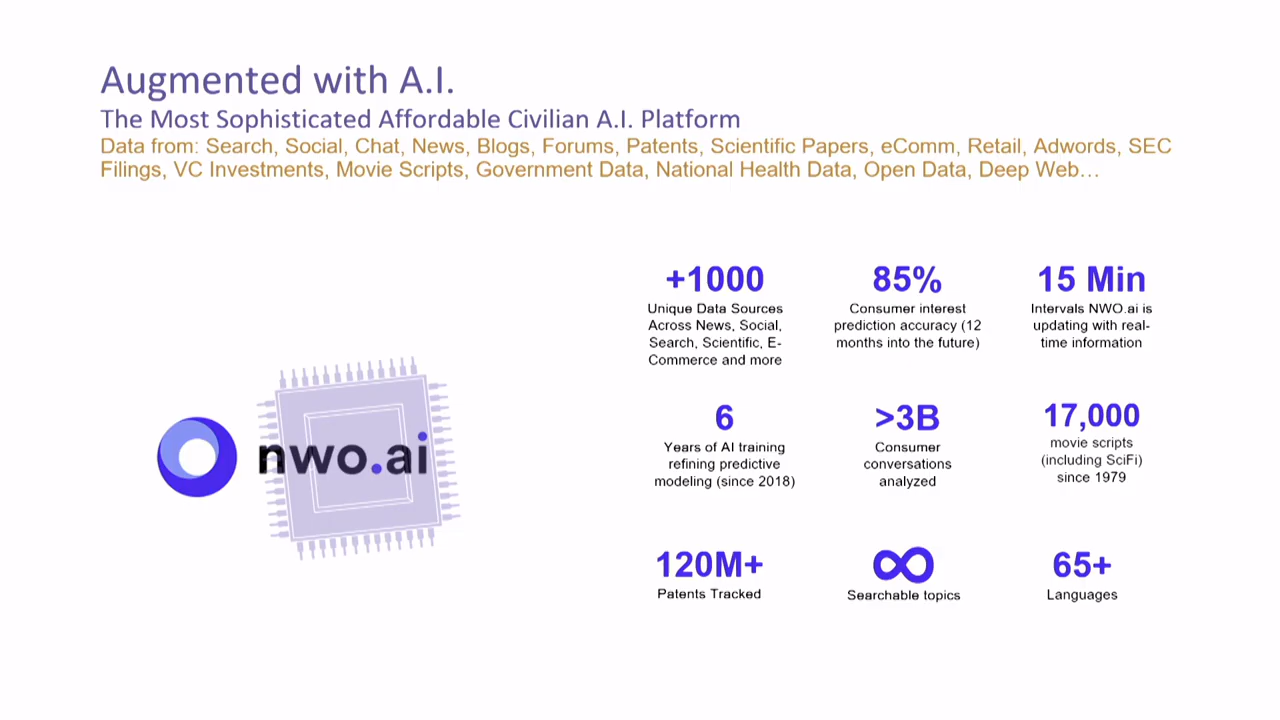 Augmented with A.I.
The Most Sophisticated Affordable Civilian A.I. Platform
Data from: Search, Social, Chat, News, Blogs, Forums, Patents, Scientific Papers, eComm, Retail, Adwords, SEC
Filings, VC Investments, Movie Scripts, Government Data, National Health Data, Open Data, Deep Web…
nwo.ai
+1000
Unique Data Sources
Across News, Social,
Search, Scientific, E-
Commerce and more
85%
Consumer interest
prediction accuracy (12
months into the future)
15 Min
Intervals NWO.ai is
updating with real-
time information
6
Years of AI training
refining predictive
modeling (since 2018)
>3B
Consumer
conversations
analyzed
17,000
movie scripts
(including SciFi)
since 1979
120M+
Patents Tracked
∞
Searchable topics
65+
Languages